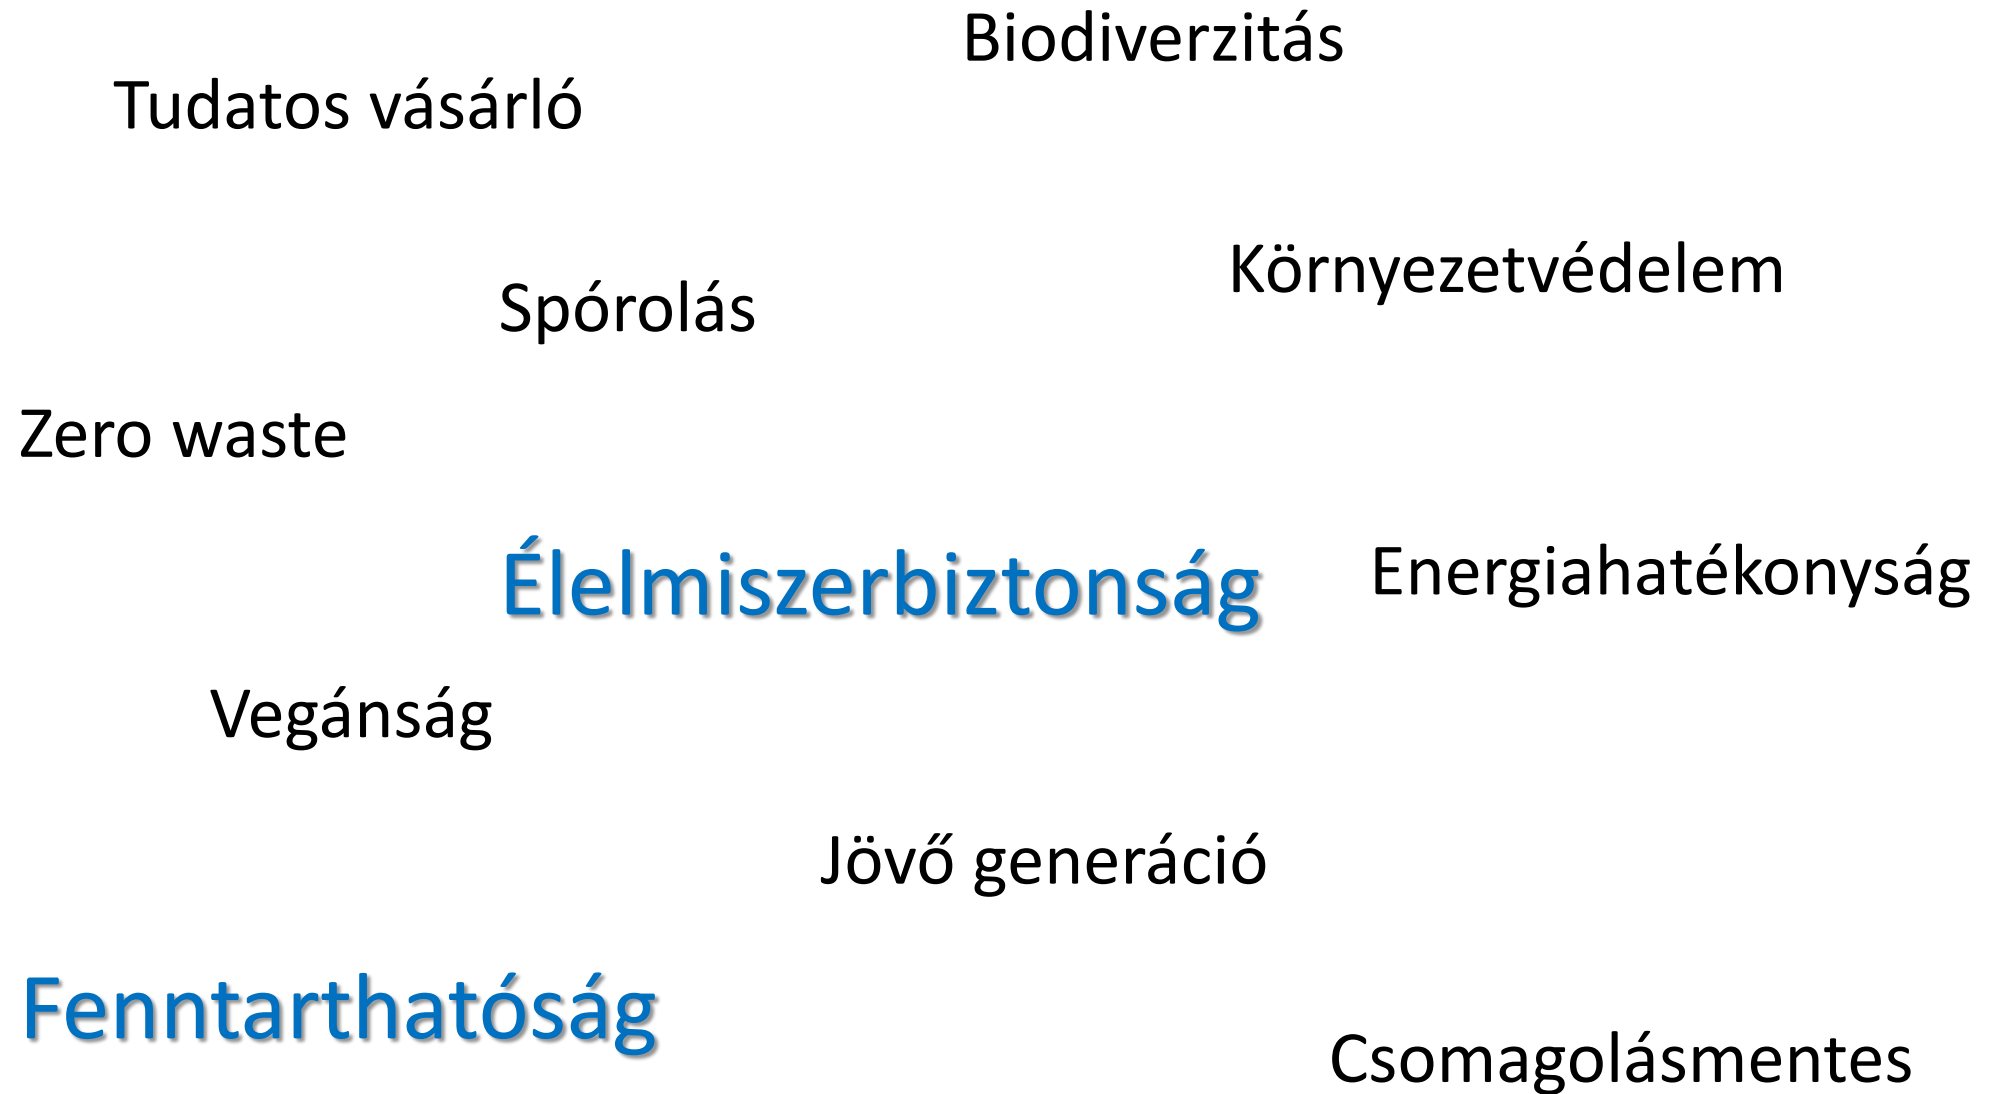 Biodiverzitás
Tudatos vásárló
Környezetvédelem
Spórolás
Zero waste
Élelmiszerbiztonság
Energiahatékonyság
Vegánság
Jövő generáció
Fenntarthatóság
Csomagolásmentes